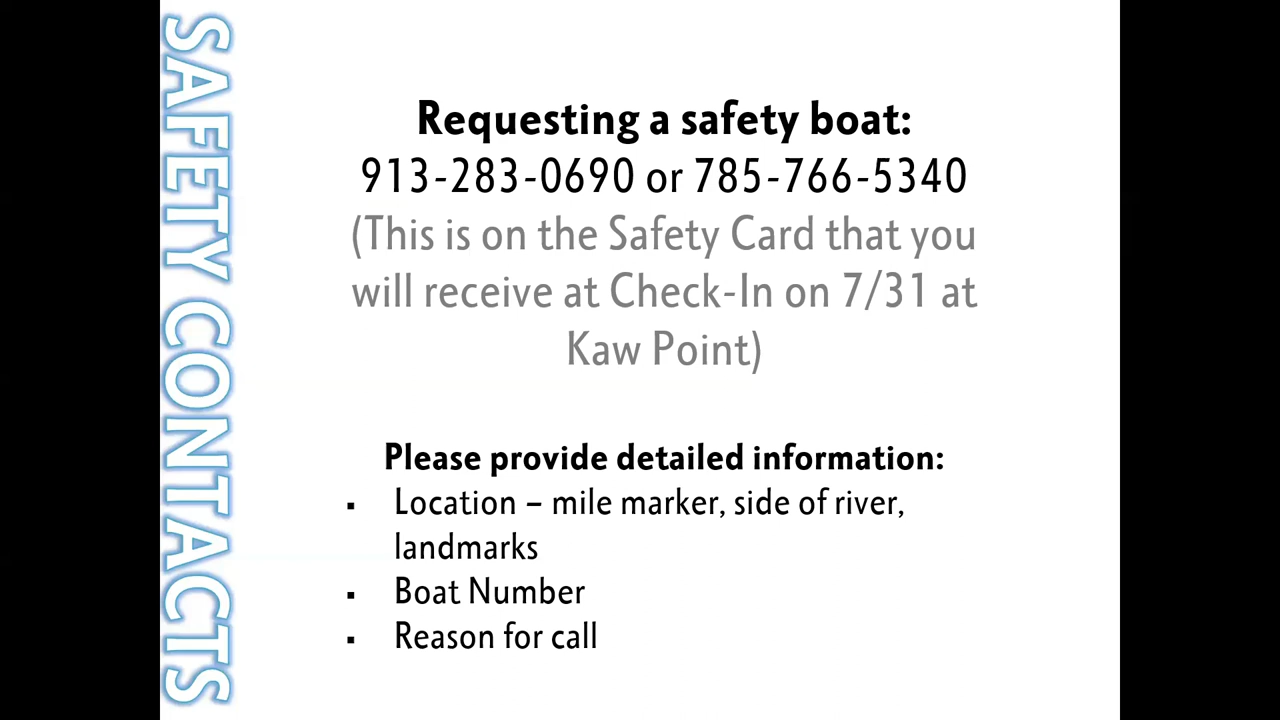 SAFETY CONTACTS
Requesting a safety boat:
913-283-0690 or 785-766-5340
(This is on the Safety Card that you
will receive at Check-In on 7/31 at
Kaw Point)
Please provide detailed information:
▪ Location – mile marker, side of river,
landmarks
▪ Boat Number
▪ Reason for call